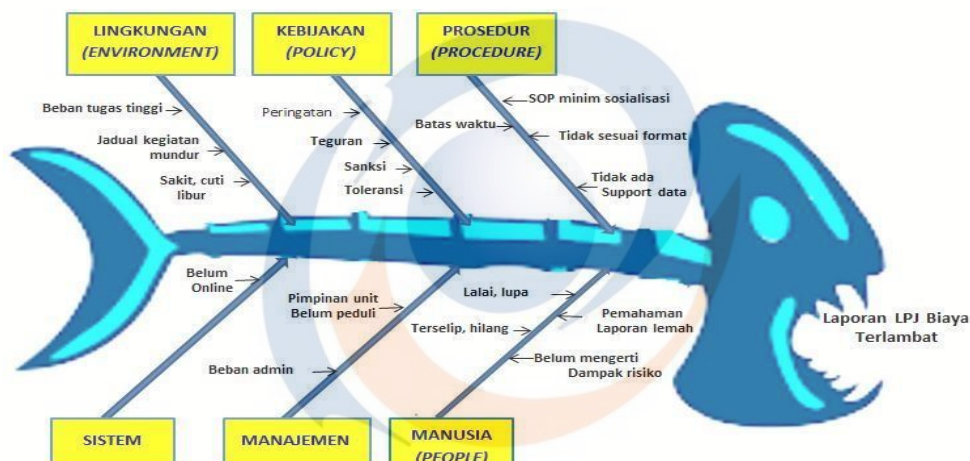 LINGKUNGAN
(ENVIRONMENT)
KEBIJAKAN
(POLICY)
PROSEDUR
(PROCEDURE)
Beban tugas tinggi
Jadual kegiatan
mundur
Sakit, cuti
libur
Peringatan
Teguran
Sanksi
Toleransi
SOP minim sosialisasi
Batas waktu
Tidak sesuai format
Tidak ada
Support data
Belum
Online
Pimpinan unit
Belum peduli
Beban admin
Lalai, lupa
Terselip, hilang
Pemahaman
Laporan lemah
Belum mengerti
Dampak risiko
Laporan LPJ Biaya
Terlambat
SISTEM
MANAJEMEN
MANUSIA
(PEOPLE)